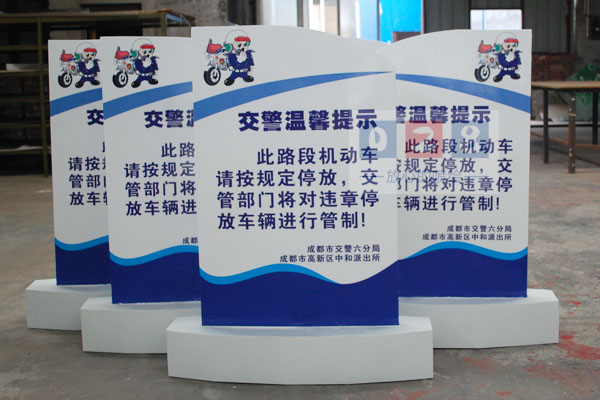 交警温馨提示
此路段机动车
请按规定停放，交
管部门将对违章停
放车辆进行管制!
成都市交警六分局
成都市高新区中和派出所